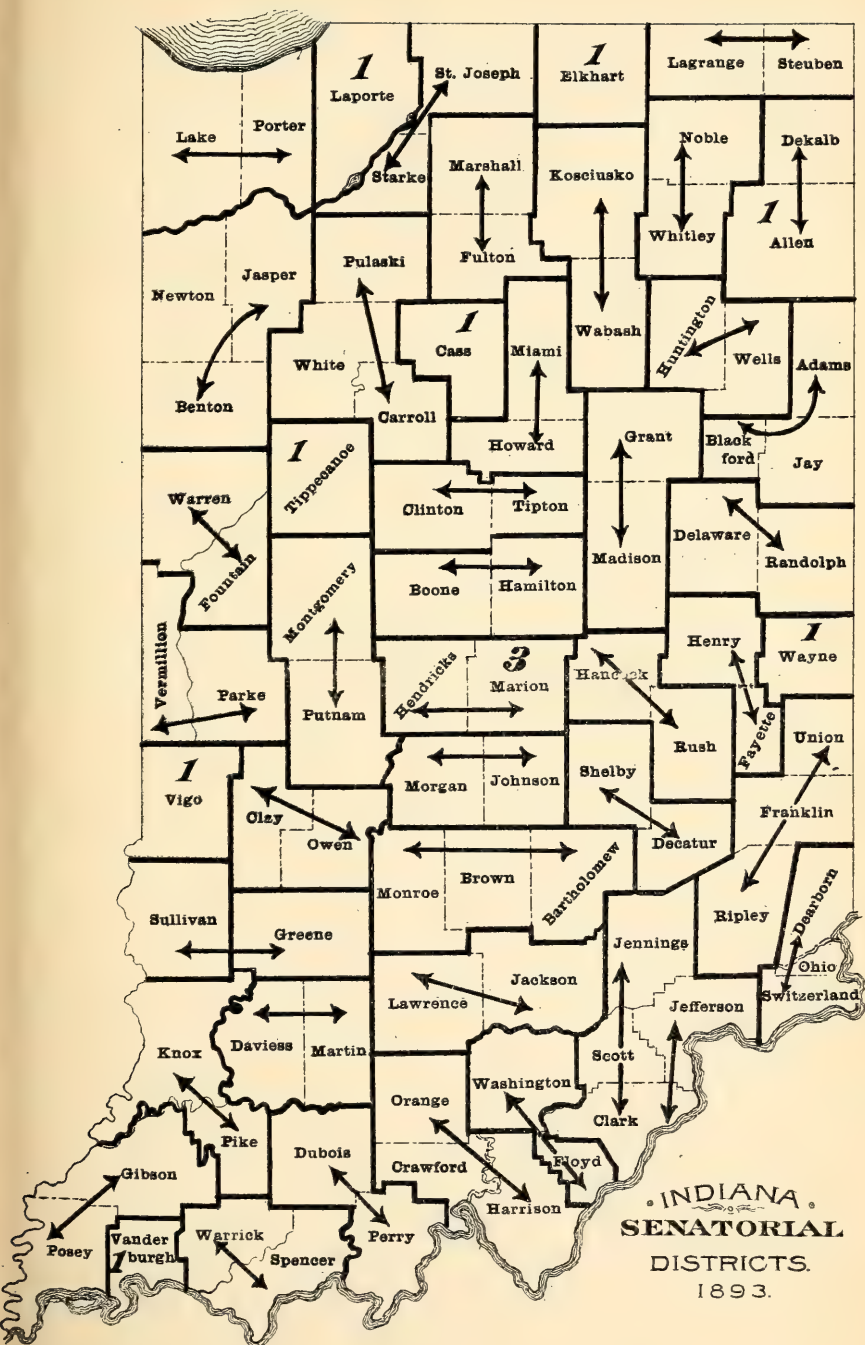 1
Laporte
St. Joseph
1
Elkhart
Lagrange
Steuben
Lake
Porter
Starke
Marshall
Kosciusko
Noble
Dekalb
Whitley
1
Allen
Newton
Jasper
Pulaski
Fulton
Wabash
Huntington
Wells
Adams
Benton
White
1
Cass
Miami
Carroll
Howard
Grant
Black
ford
Jay
1
Tippecanoe
Warren
Fountain
Clinton
Tipton
Madison
Delaware
Randolph
Montgomery
Boone
Hamilton
Vermillion
Parke
Putnam
Hendricks
3
Marion
Hancock
Henry
1
Wayne
Rush
Fayette
Union
1
Vigo
Clay
Owen
Morgan
Johnson
Shelby
Decatur
Franklin
Monroe
Brown
Bartholomew
Ripley
Dearborn
Sullivan
Greene
Lawrence
Jackson
Jennings
Jefferson
Ohio
Switzerland
Knox
Daviess
Martin
Orange
Washington
Scott
Clark
Pike
Dubois
Crawford
Floyd
Harrison
Gibson
Posey
Vander
burgh
1
Warrick
Spencer
Perry
INDIANA
SENATORIAL
DISTRICTS.
1893.